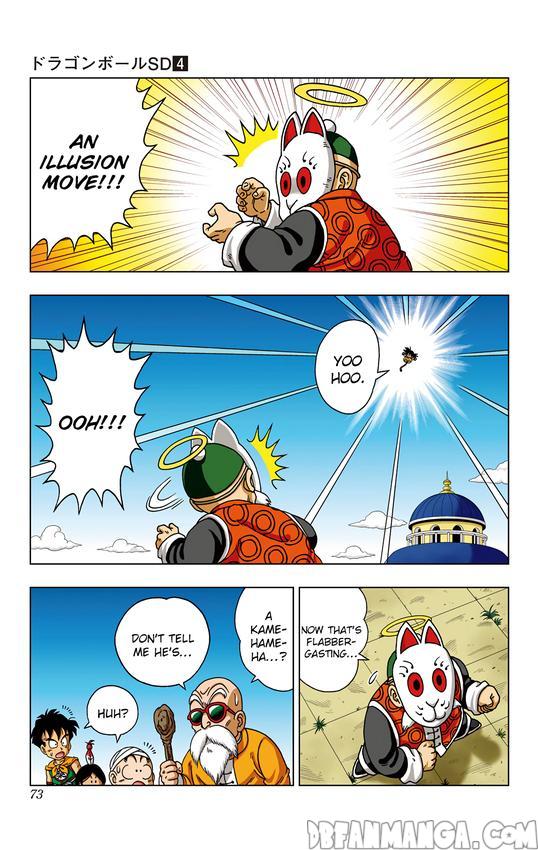 ドラゴンボールSD4
AN
ILLUSION
MOVE!!!
YOO
HOO.
OOH!!!
NOW THAT'S
FLABBER-
GASTING...
A
KAME-
HAME-
HA...?
DON'T TELL
ME HE'S...
HUH?
73
DBFANMANGA.COM